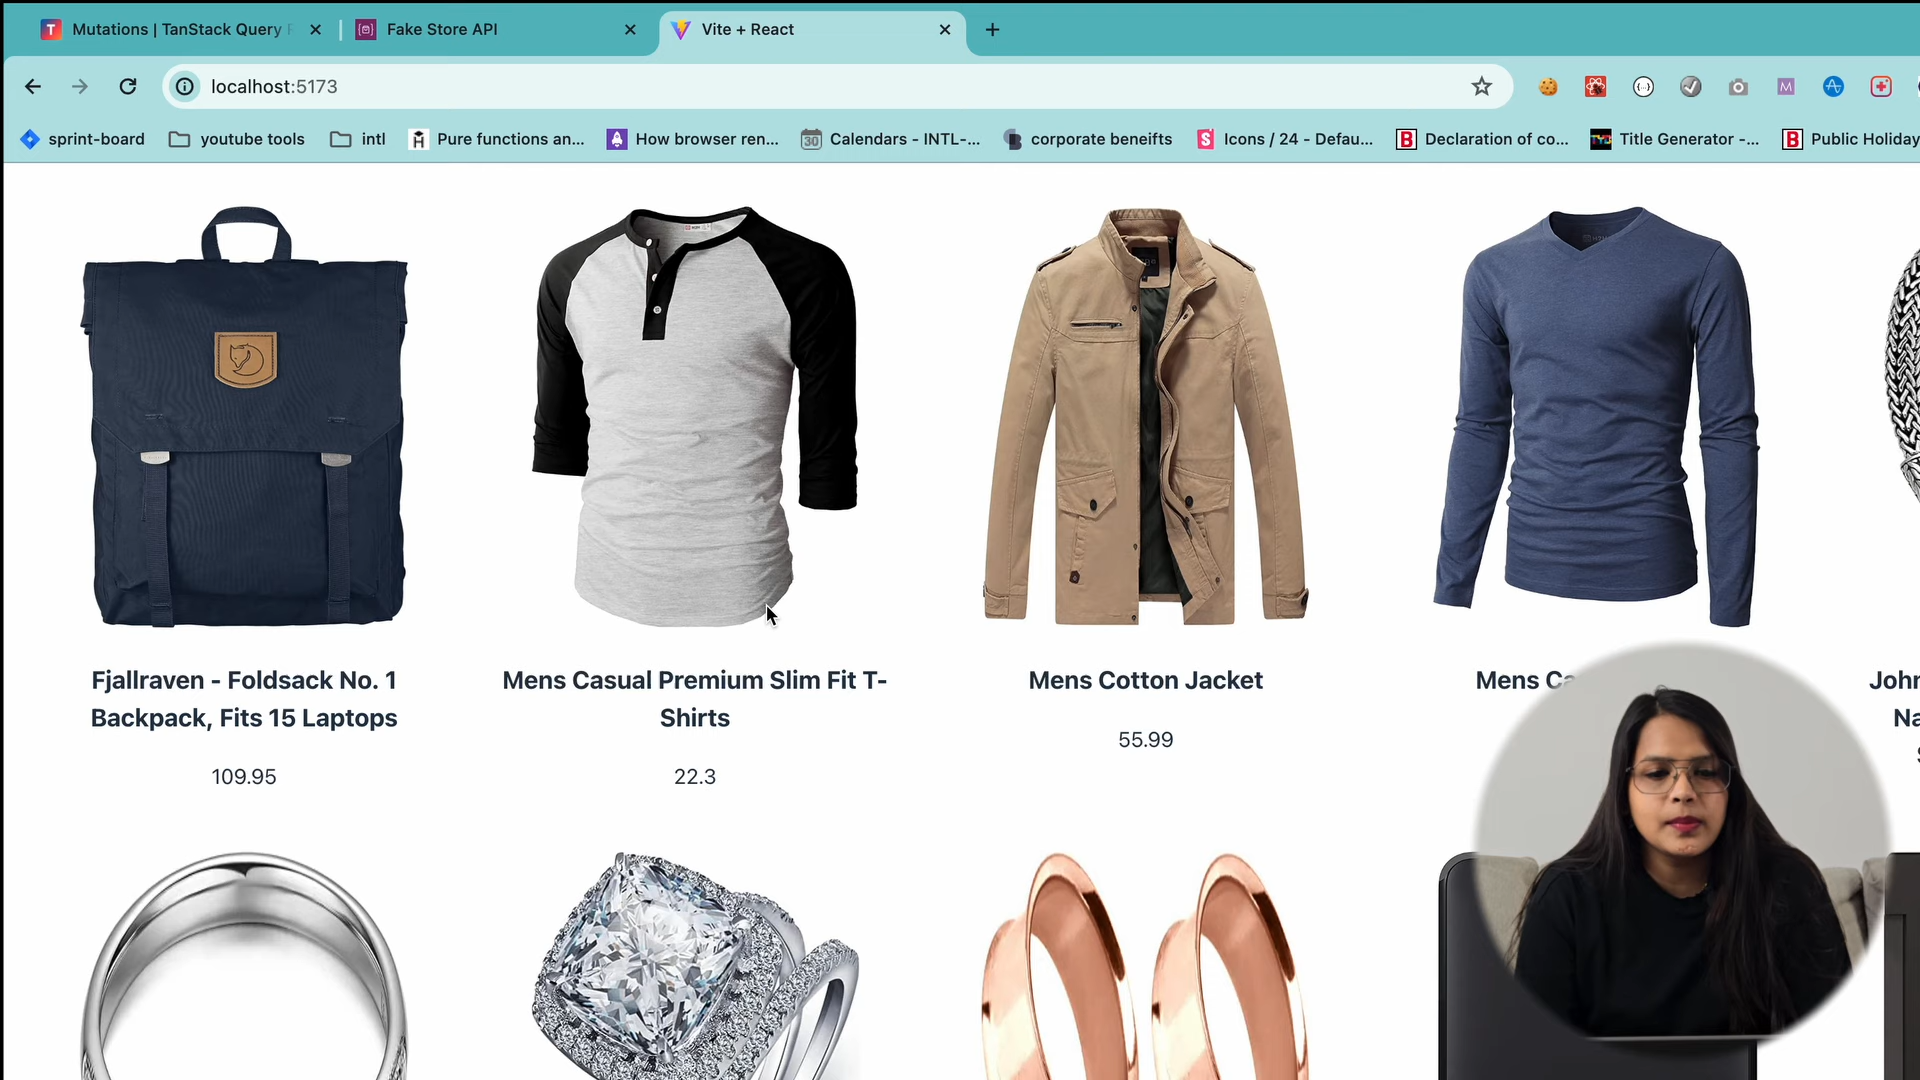 Mutations | TanStack Query
Fake Store API
Vite + React
localhost:5173
sprint-board
youtube tools
intl
Pure functions an...
How browser ren...
Calendars - INTL-...
corporate beneifts
Icons / 24 - Defau...
Declaration of co...
Title Generator -...
Public Holiday
Fjallraven - Foldsack No. 1
Backpack, Fits 15 Laptops
109.95
Mens Casual Premium Slim Fit T-
Shirts
22.3
Mens Cotton Jacket
55.99
Mens